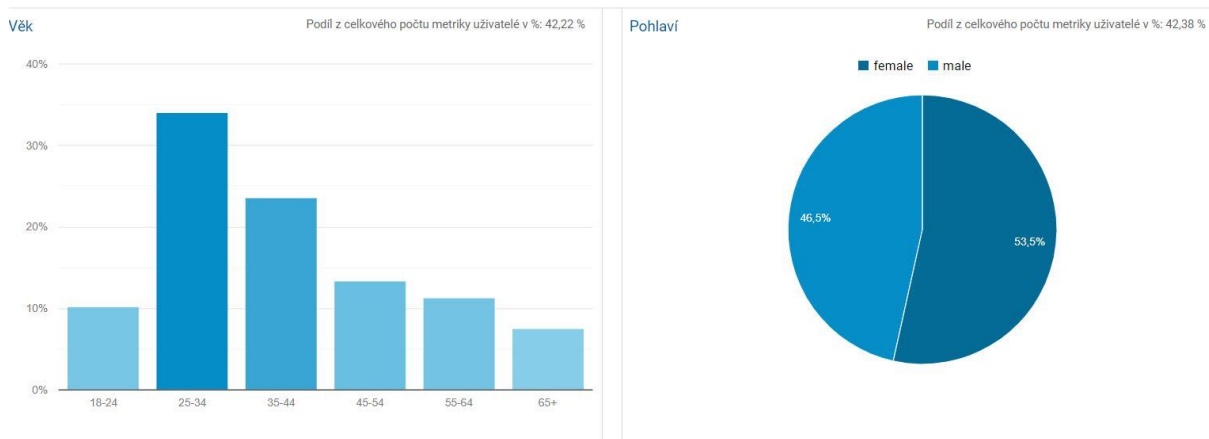 Věk
Podíl z celkového počtu metriky uživatelé v %: 42,22 %
40%
30%
20%
10%
0%
18-24
25-34
35-44
45-54
55-64
65+
Pohlaví
Podíl z celkového počtu metriky uživatelé v %: 42,38 %
female
male
46,5%
53,5%